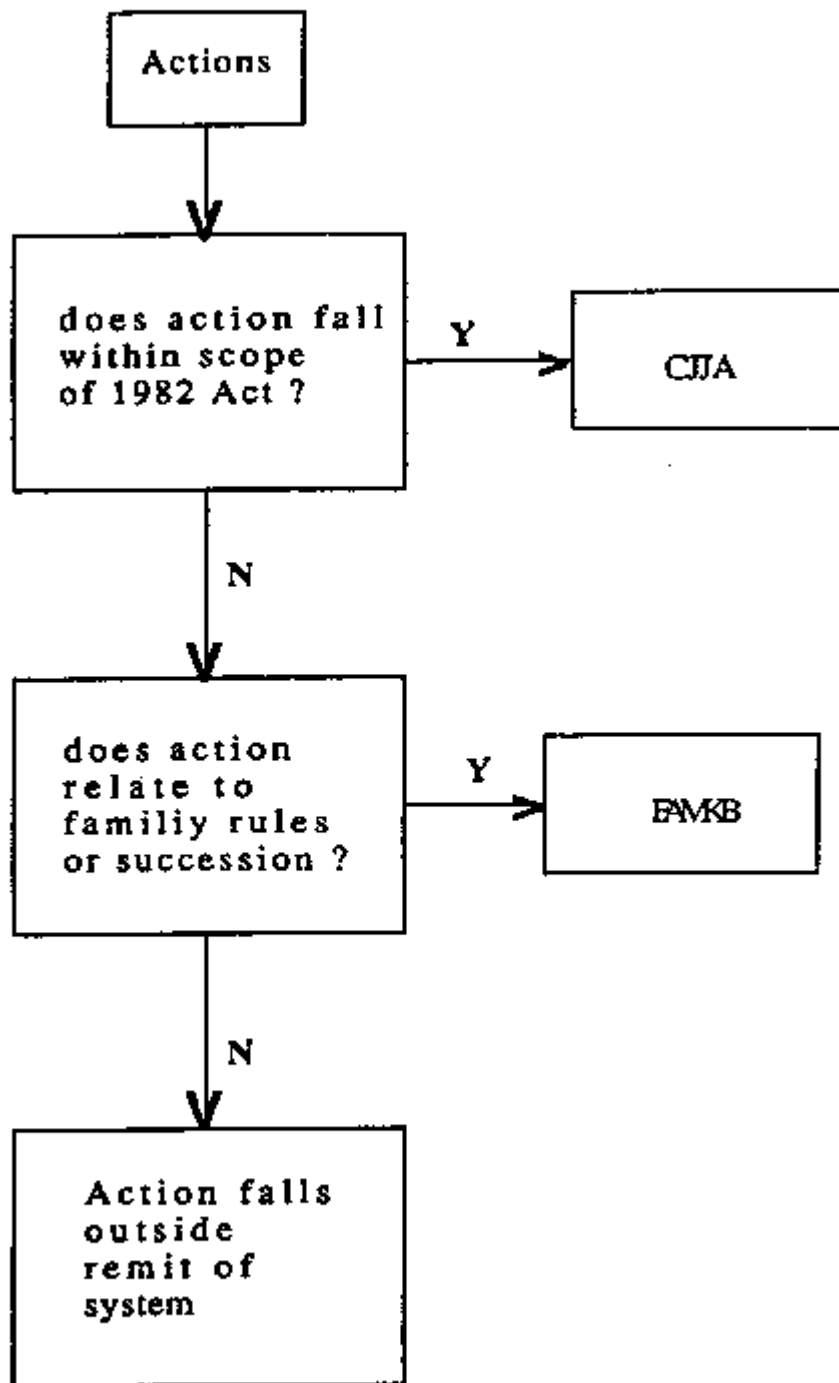 Actions
does action fall
within scope
of 1982 Act ?
Y
CJJA
N
does action
relate to
familiy rules
or succession ?
Y
FAMKB
N
Action falls
outside
remit of
system